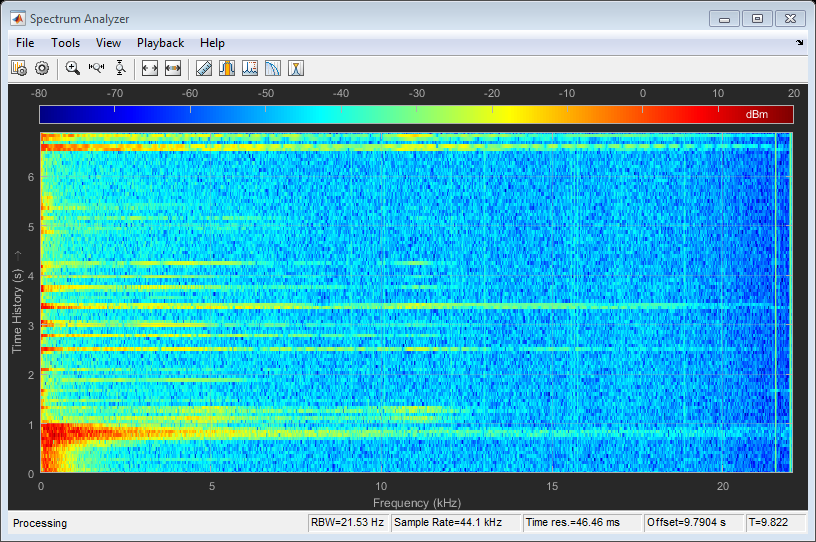 Spectrum Analyzer
File Tools View Playback Help
-80 -70 -60 -50 -40 -30 -20 -10 0 10 20
dBm
6
5
4
3
2
1
0
Time History (s) →
0 5 10 15 20
Frequency (kHz)
Processing RBW=21.53 Hz Sample Rate=44.1 kHz Time res.=46.46 ms Offset=9.7904 s T=9.822